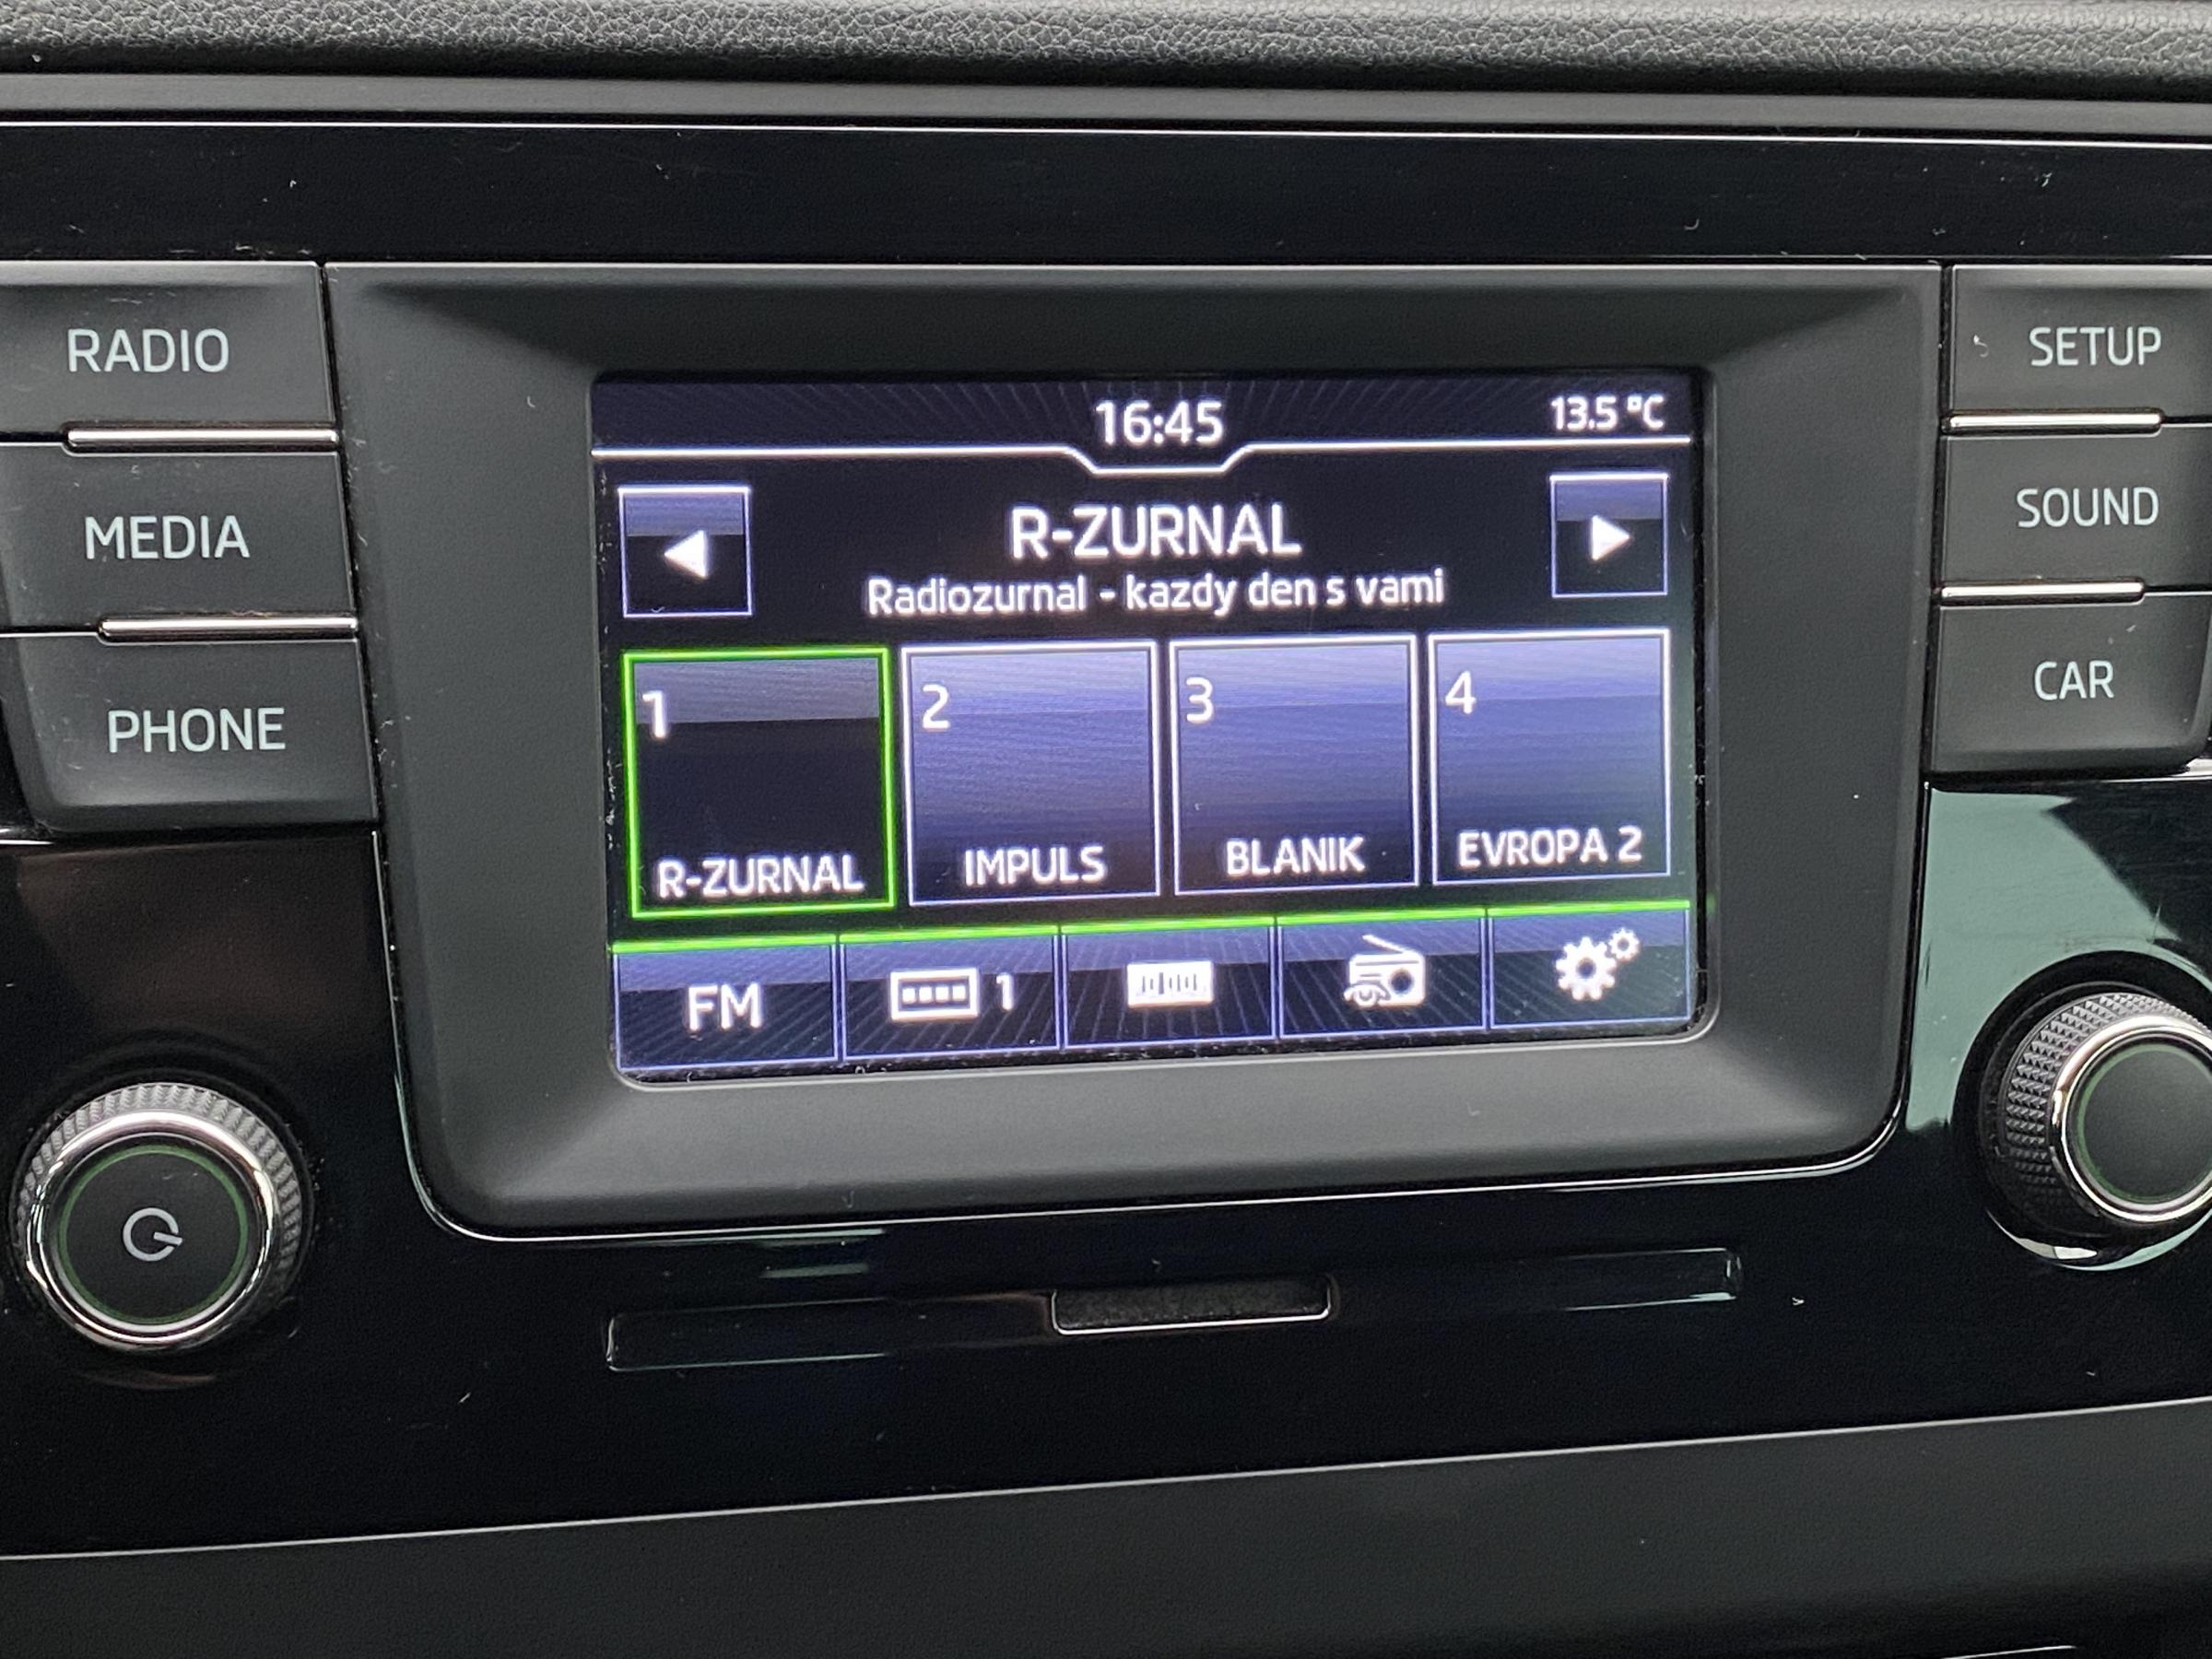 RADIO
MEDIA
PHONE
16:45
13.5 °C
R-ZURNAL
Radiozurnal - kazdy den s vami
1
R-ZURNAL
2
IMPULS
3
BLANIK
4
EVROPA 2
FM
1
SETUP
SOUND
CAR